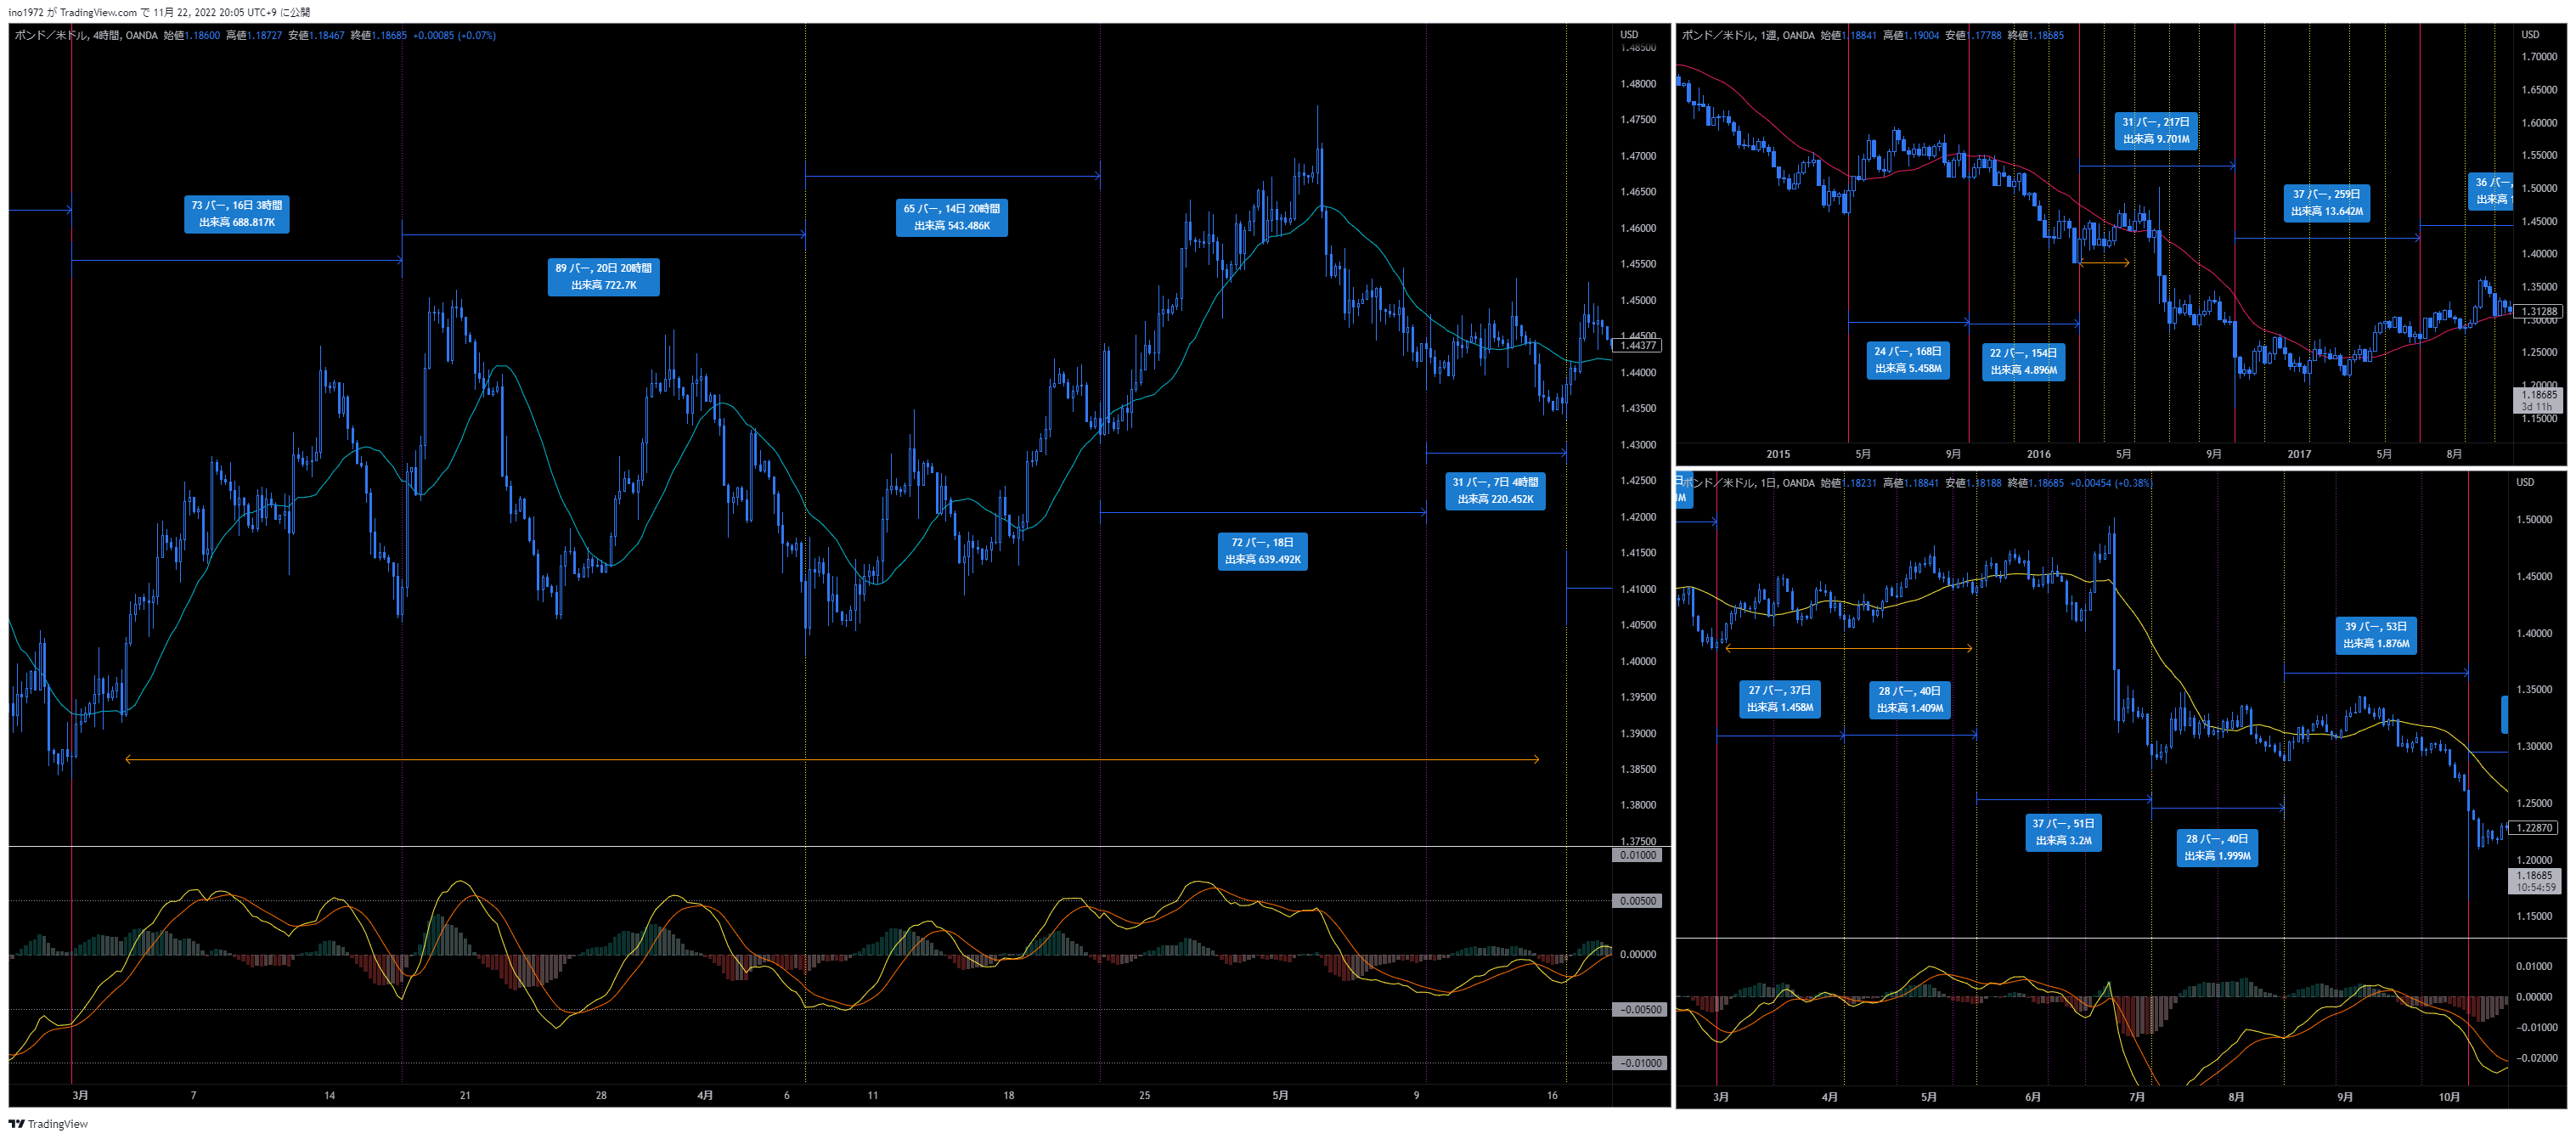 ino1972 が TradingView.com で 11月 22, 2022 20:05 UTC+9 に公開
ポンド／米ドル, 4時間, OANDA 始値1.18600 高値1.18727 安値1.18467 終値1.18685 +0.00085 (+0.07%)
USD
1.48500
1.48000
1.47500
1.47000
1.46500
1.46000
1.45500
1.45000
1.44500
1.44377
1.44000
1.43500
1.43000
1.42500
1.42000
1.41500
1.41000
1.40500
1.40000
1.39500
1.39000
1.38500
1.38000
1.37500
73 バー, 16日 3時間
出来高 688.817K
89 バー, 20日 20時間
出来高 722.7K
65 バー, 14日 20時間
出来高 543.486K
72 バー, 18日
出来高 639.492K
31 バー, 7日 4時間
出来高 220.452K
0.01000
0.00500
0.00000
−0.00500
−0.01000
3月 7 14 21 28 4月 6 11 18 25 5月 9 16
ポンド／米ドル, 1週, OANDA 始値1.18841 高値1.19004 安値1.17788 終値1.18685
USD
1.70000
1.65000
1.60000
1.55000
1.50000
1.45000
1.40000
1.35000
1.31288
1.30000
1.25000
1.20000
1.18685
3d 11h
1.15000
31 バー, 217日
出来高 9.701M
37 バー, 259日
出来高 13.642M
36 バー,
出来高 1
24 バー, 168日
出来高 5.458M
22 バー, 154日
出来高 4.896M
2015 5月 9月 2016 5月 9月 2017 5月 8月
ポンド／米ドル, 1日, OANDA 始値1.18231 高値1.18841 安値1.18188 終値1.18685 +0.00454 (+0.38%)
USD
1.50000
1.45000
1.40000
1.35000
1.30000
1.25000
1.22870
1.20000
1.18685
10:54:59
1.15000
27 バー, 37日
出来高 1.458M
28 バー, 40日
出来高 1.409M
37 バー, 51日
出来高 3.2M
28 バー, 40日
出来高 1.999M
39 バー, 53日
出来高 1.876M
0.01000
0.00000
−0.01000
−0.02000
3月 4月 5月 6月 7月 8月 9月 10月
TradingView